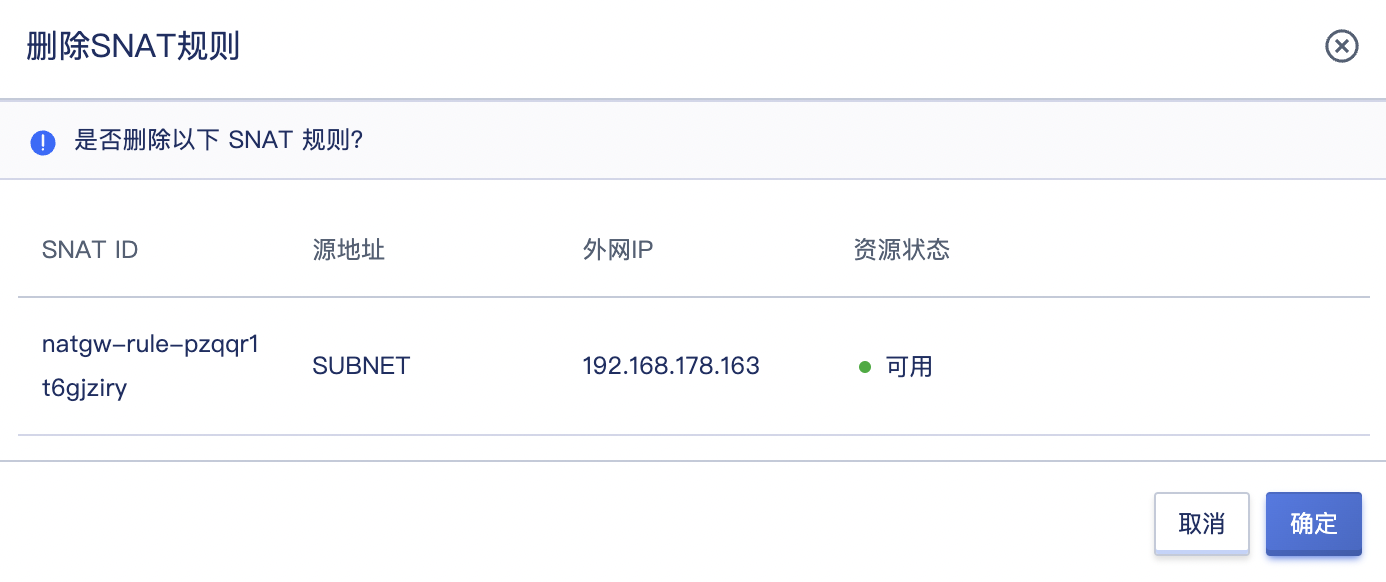 删除SNAT规则
是否删除以下 SNAT 规则?
SNAT ID 源地址 外网IP 资源状态
natgw-rule-pzqqr1
t6gjziry
SUBNET 192.168.178.163 可用
取消 确定